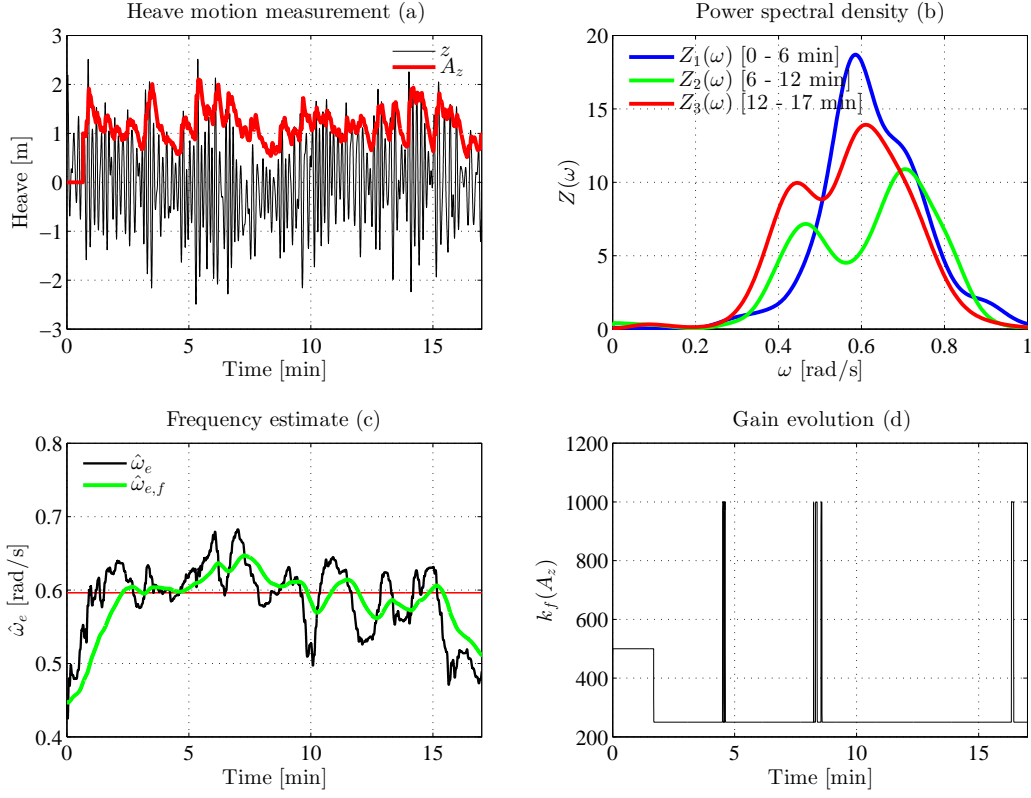 Heave motion measurement (a)
3
2
1
0
−1
−2
−3
Heave [m]
z
A_z
0
5
10
15
Time [min]
Power spectral density (b)
20
15
10
5
0
Z(ω)
Z_1(ω) [0 - 6 min]
Z_2(ω) [6 - 12 min]
Z_3(ω) [12 - 17 min]
0
0.2
0.4
0.6
0.8
1
ω [rad/s]
Frequency estimate (c)
0.8
0.7
0.6
0.5
0.4
ω̂_e [rad/s]
ω̂_e
ω̂_{e,f}
0
5
10
15
Time [min]
Gain evolution (d)
1200
1000
800
600
400
200
k_f(A_z)
0
5
10
15
Time [min]